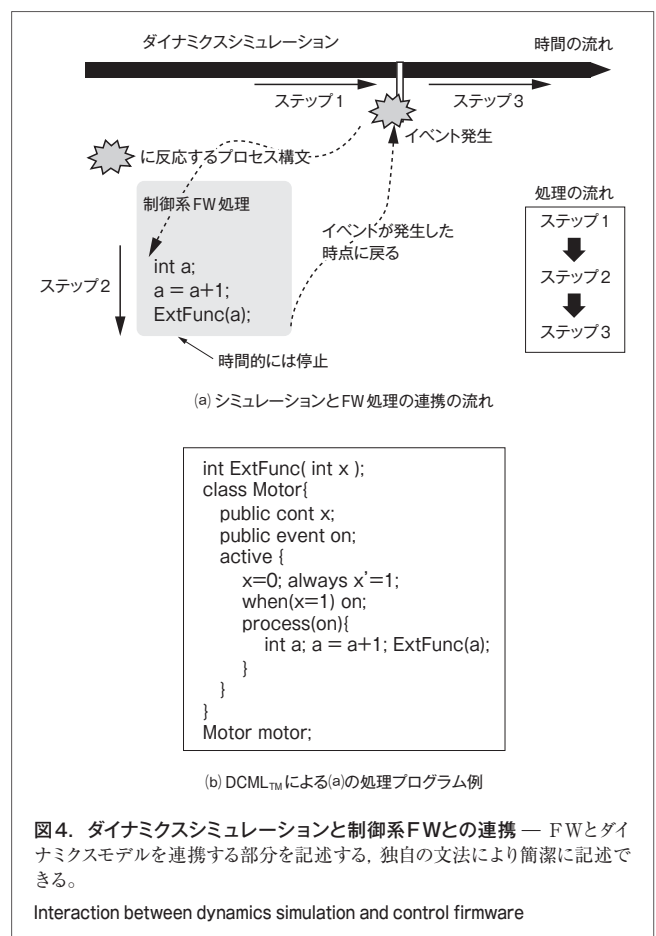 ダイナミクスシミュレーション
時間の流れ
ステップ1
ステップ3
イベント発生
に反応するプロセス構文
制御系FW処理
int a;
a = a+1;
ExtFunc(a);
ステップ2
イベントが発生した
時点に戻る
時間的には停止
処理の流れ
ステップ1
ステップ2
ステップ3
(a) シミュレーションとFW処理の連携の流れ
int ExtFunc( int x );
class Motor{
public cont x;
public event on;
active {
x=0; always x'=1;
when(x=1) on;
process(on){
int a; a = a+1; ExtFunc(a);
}
}
}
Motor motor;
(b) DCMLTMによる(a)の処理プログラム例
図4. ダイナミクスシミュレーションと制御系FWとの連携 — FWとダイ
ナミクスモデルを連携する部分を記述する,独自の文法により簡潔に記述で
きる。
Interaction between dynamics simulation and control firmware